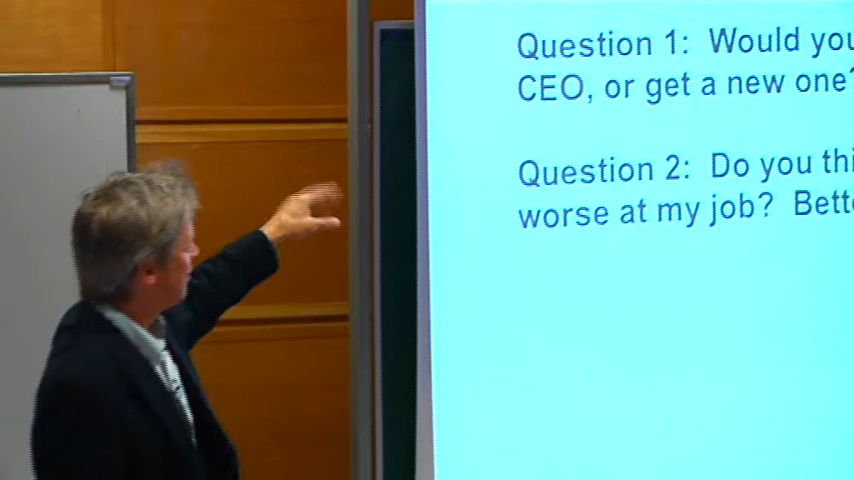 Question 1: Would you
CEO, or get a new one?
Question 2: Do you thi
worse at my job? Bette